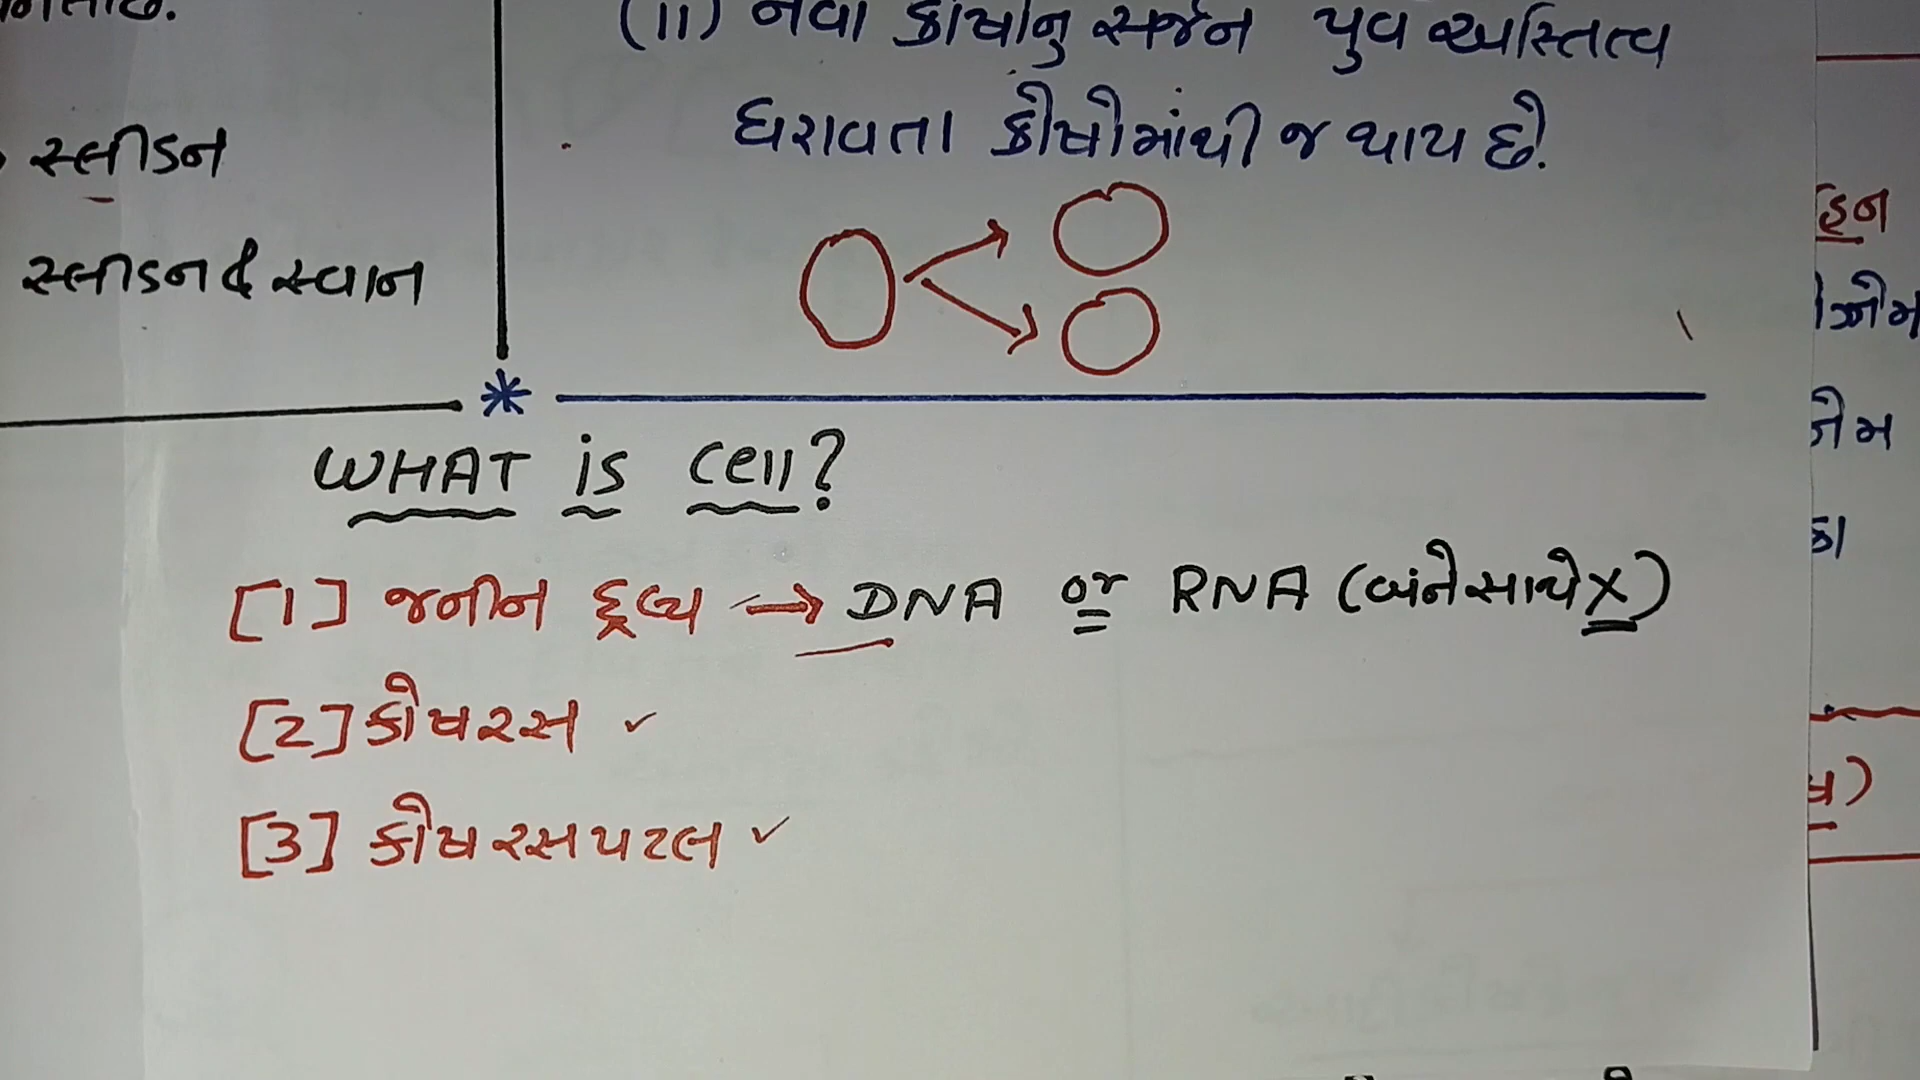 સ્લીડન
સ્લીડન & સ્વાન
(ii) નવા કોષોનુ સર્જન પુવ અસ્તિત્વ
ધરાવતા કોષોમાંથી જ થાય છે.
*
WHAT is Cell?
[1] જનીન દ્રવ્ય → DNA or RNA (બંને સાથે X)
[2] કોષરસ ✓
[3] કોષરસપટલ ✓